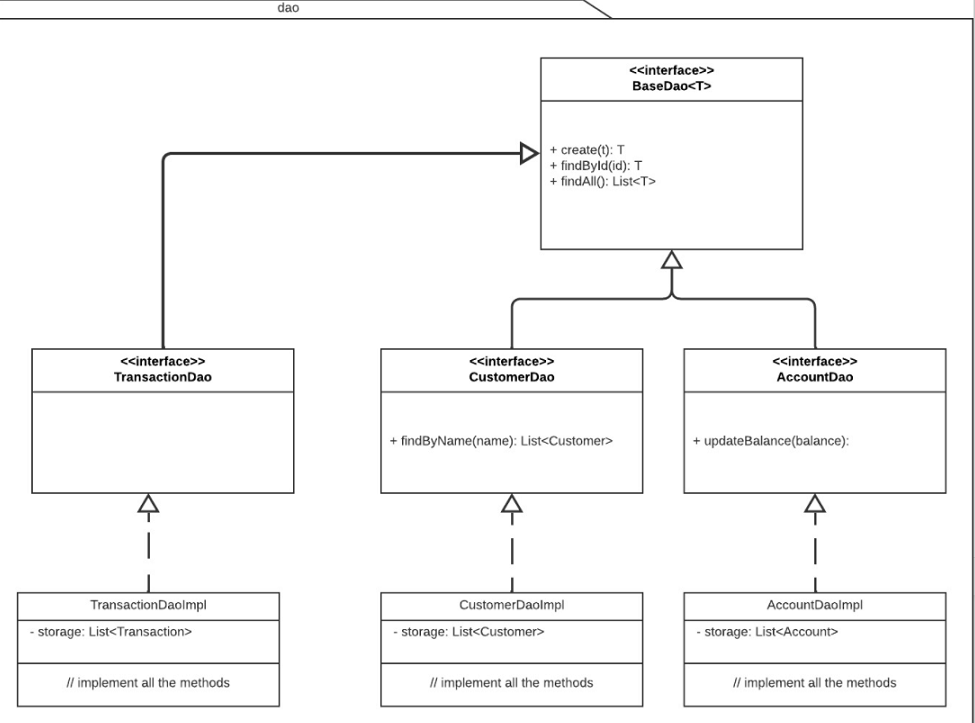 dao
<<interface>>
BaseDao<T>
+ create(t): T
+ findById(id): T
+ findAll(): List<T>
<<interface>>
TransactionDao
<<interface>>
CustomerDao
+ findByName(name): List<Customer>
<<interface>>
AccountDao
+ updateBalance(balance):
TransactionDaoImpl
- storage: List<Transaction>
// implement all the methods
CustomerDaoImpl
- storage: List<Customer>
// implement all the methods
AccountDaoImpl
- storage: List<Account>
// implement all the methods